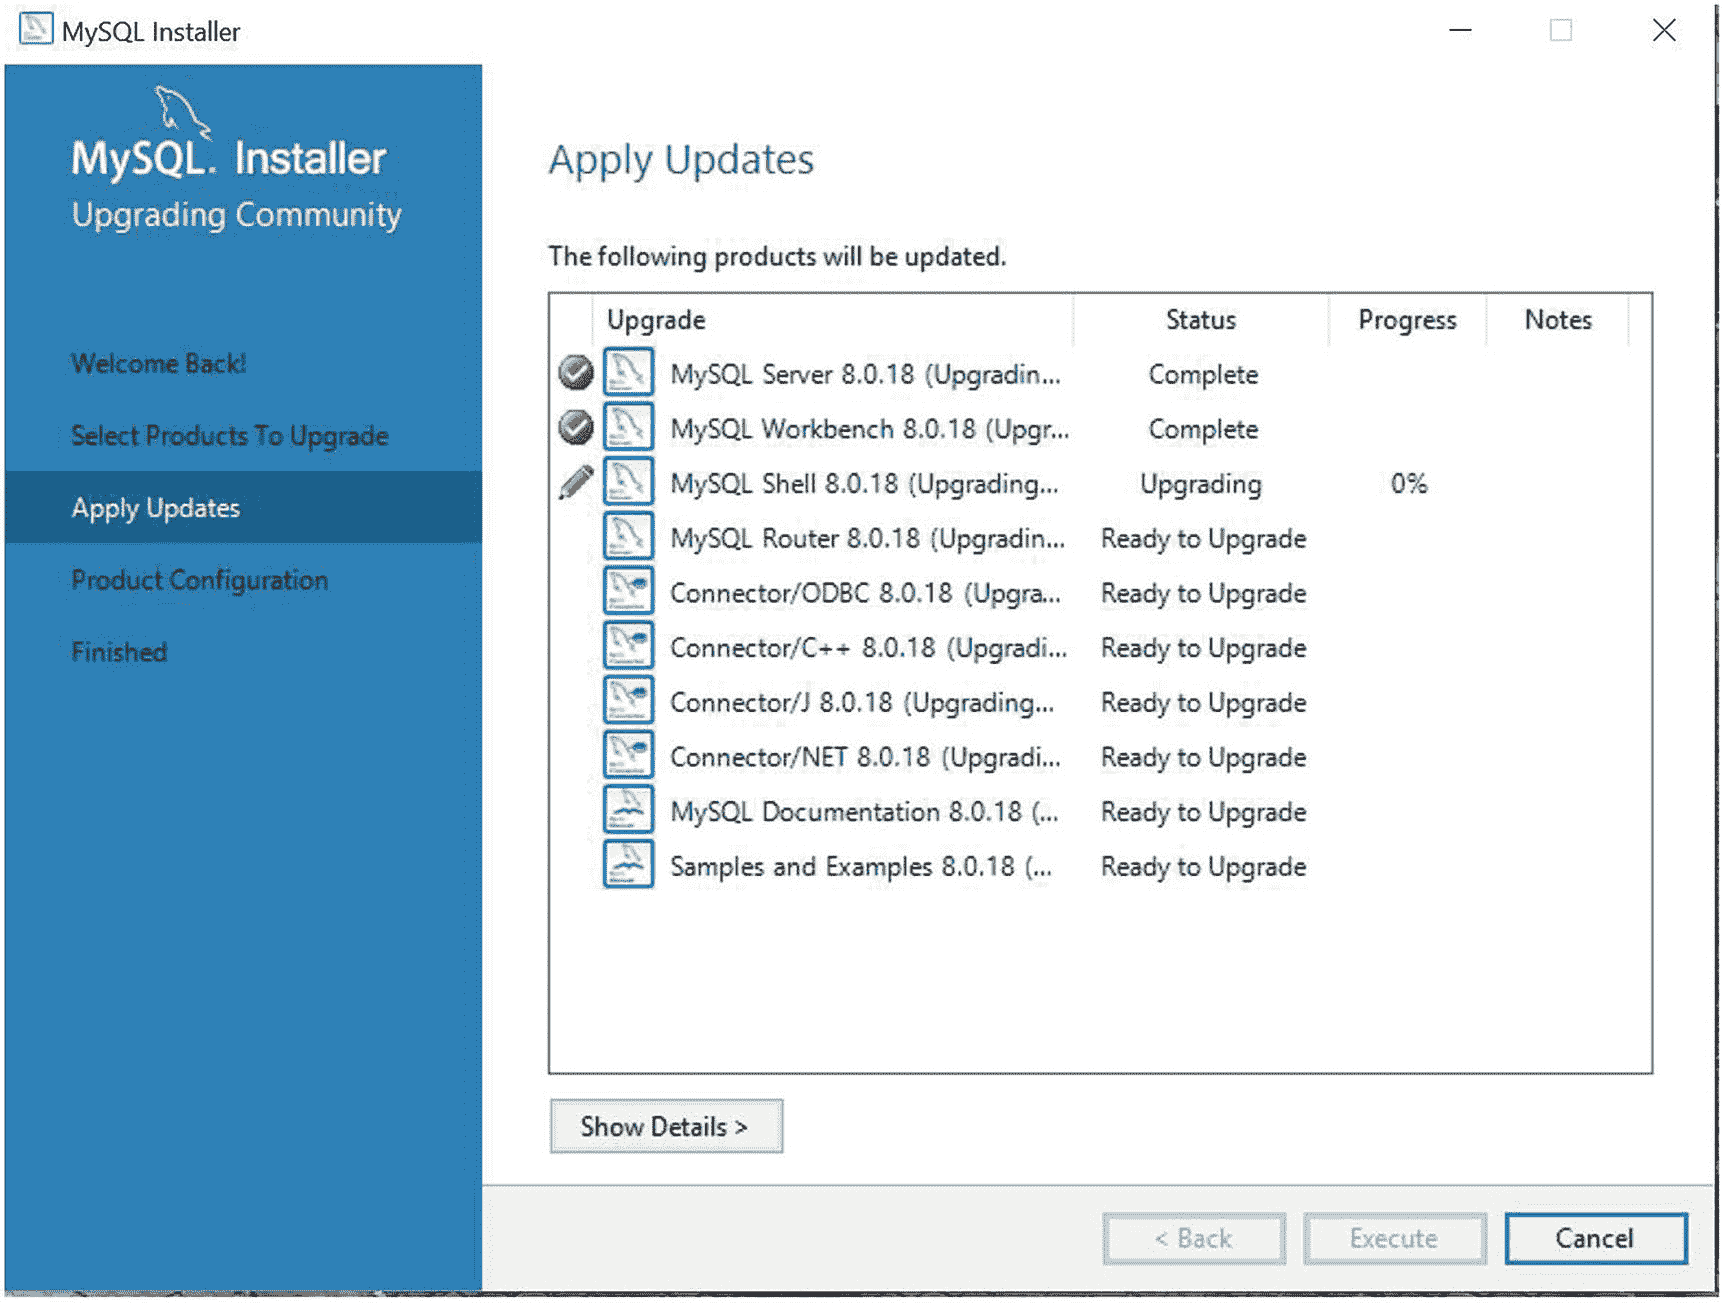 MySQL Installer
MySQL. Installer
Upgrading Community
Welcome Back!
Select Products To Upgrade
Apply Updates
Product Configuration
Finished
Apply Updates
The following products will be updated.
Upgrade Status Progress Notes
MySQL Server 8.0.18 (Upgradin... Complete
MySQL Workbench 8.0.18 (Upgr... Complete
MySQL Shell 8.0.18 (Upgrading... Upgrading 0%
MySQL Router 8.0.18 (Upgradin... Ready to Upgrade
Connector/ODBC 8.0.18 (Upgra... Ready to Upgrade
Connector/C++ 8.0.18 (Upgradi... Ready to Upgrade
Connector/J 8.0.18 (Upgrading... Ready to Upgrade
Connector/NET 8.0.18 (Upgradi... Ready to Upgrade
MySQL Documentation 8.0.18 (... Ready to Upgrade
Samples and Examples 8.0.18 (... Ready to Upgrade
Show Details >
< Back Execute Cancel